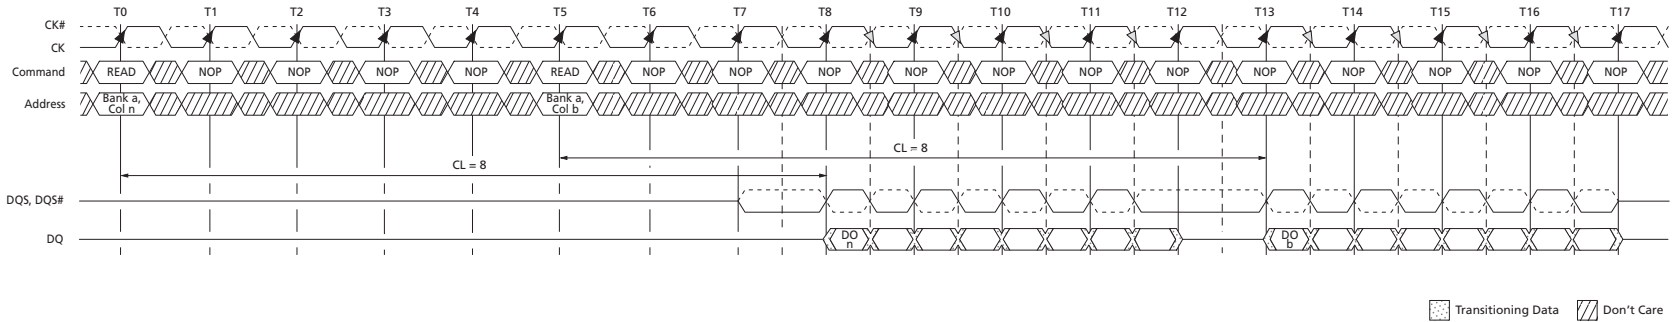 T0 T1 T2 T3 T4 T5 T6 T7 T8 T9 T10 T11 T12 T13 T14 T15 T16 T17
CK#
CK
Command READ NOP NOP NOP NOP READ NOP NOP NOP NOP NOP NOP NOP NOP NOP NOP NOP NOP
Address Bank a, Bank a,
Col n Col b
CL = 8
CL = 8
DQS, DQS#
DQ DO DO
n b
Transitioning Data Don't Care